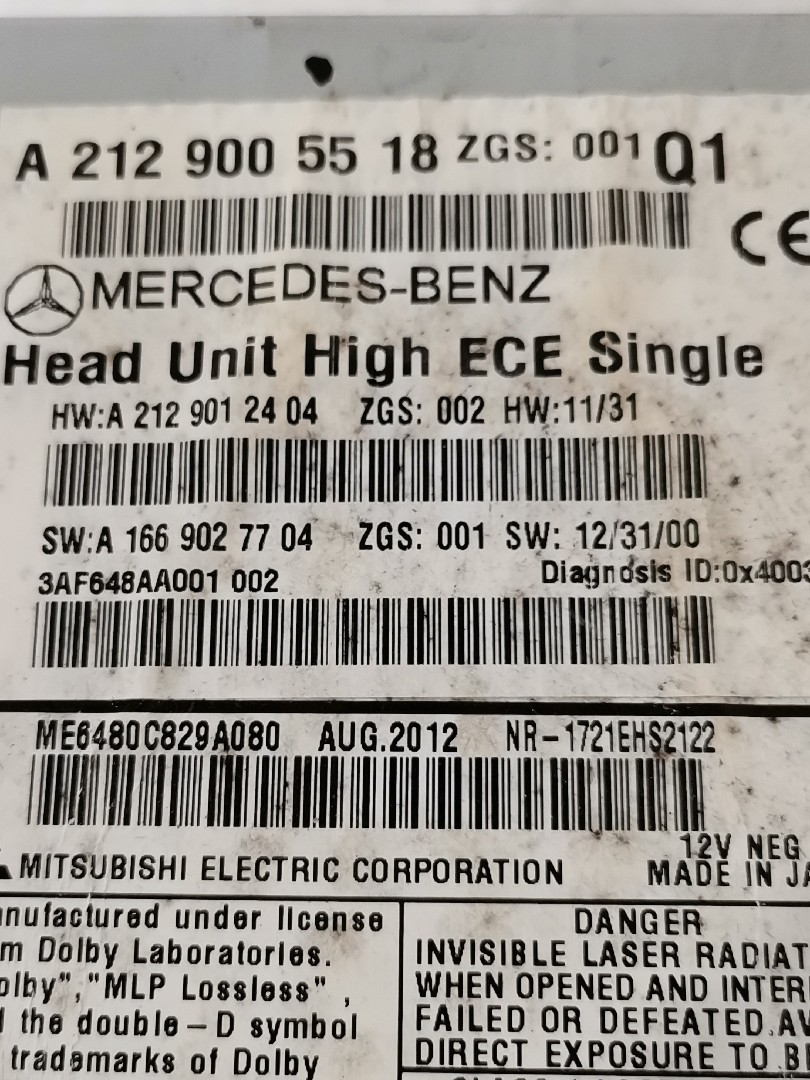 A 212 900 55 18 ZGS: 001 Q1
CE
MERCEDES-BENZ
Head Unit High ECE Single
HW:A 212 901 24 04 ZGS: 002 HW:11/31
SW:A 166 902 77 04 ZGS: 001 SW: 12/31/00
3AF648AA001 002 Diagnosis ID:0x4003
ME6480C829A080 AUG.2012 NR-1721EHS2122
12V NEG
MITSUBISHI ELECTRIC CORPORATION MADE IN JA
anufactured under license
m Dolby Laboratories.
olby", "MLP Lossless" ,
d the double-D symbol
trademarks of Dolby
DANGER
INVISIBLE LASER RADIAT
WHEN OPENED AND INTER
FAILED OR DEFEATED.AV
DIRECT EXPOSURE TO BE